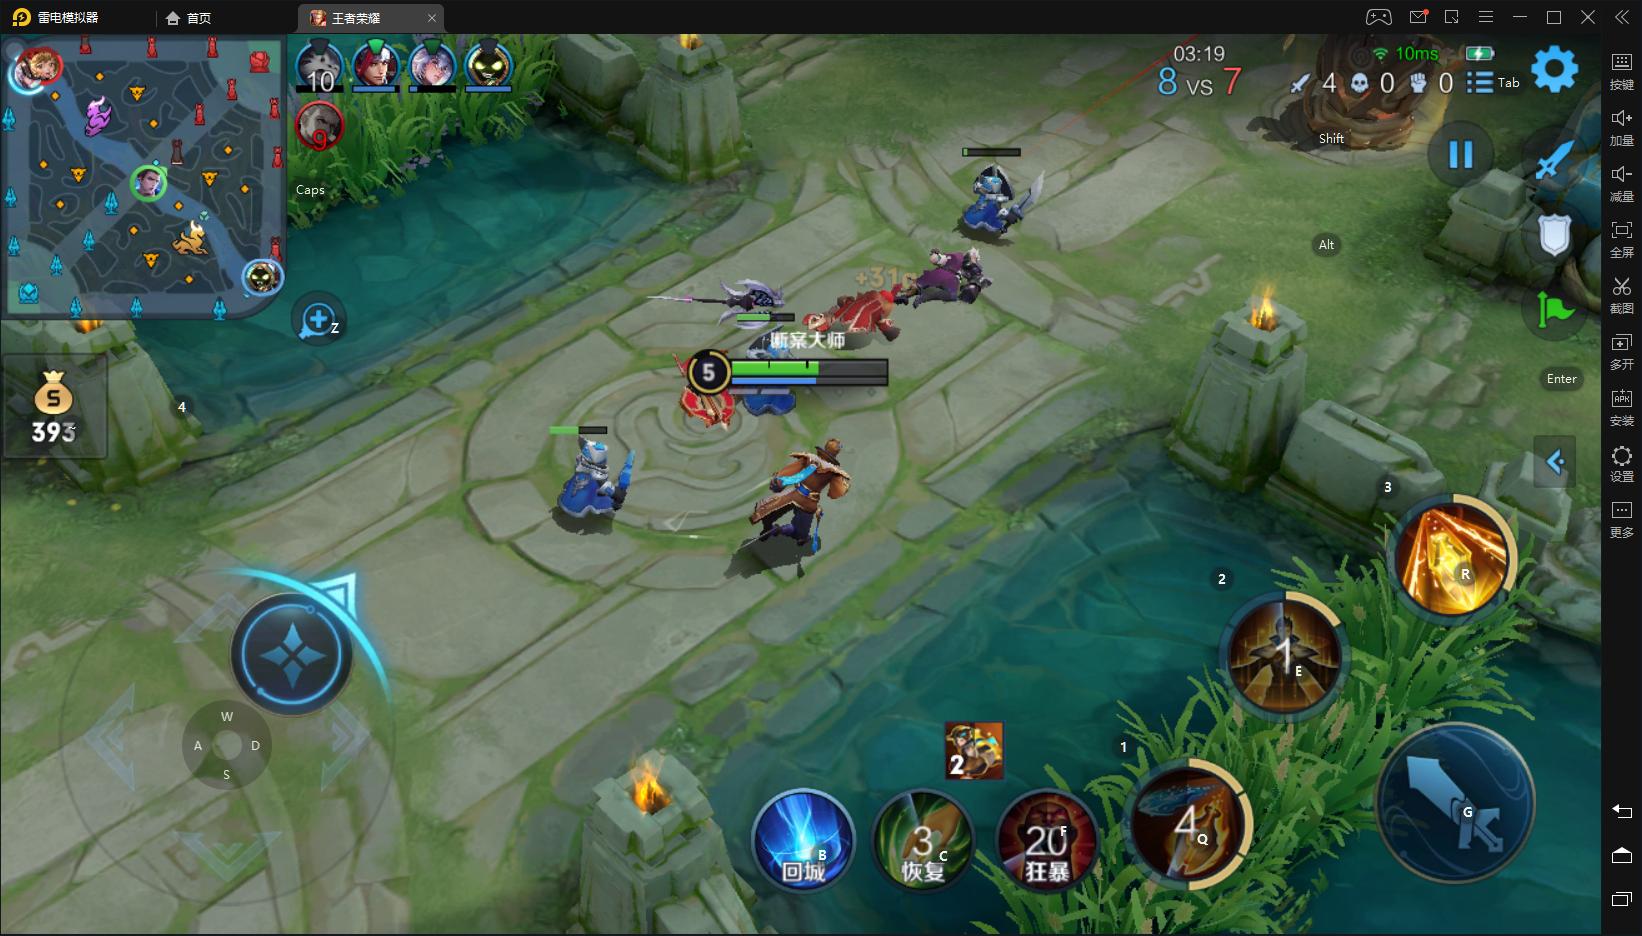 雷电模拟器
首页
王者荣耀
10
9
03:19
8 VS 7
10ms
4 0 0
Tab
Shift
Caps
Alt
Enter
Z
+31
断案大师
5
393
4
3
2
1
R
1
E
W
A
D
S
2
B
回城
3
C
恢复
20
F
狂暴
4
Q
G
按键
加量
减量
全屏
截图
多开
APK
安装
设置
更多